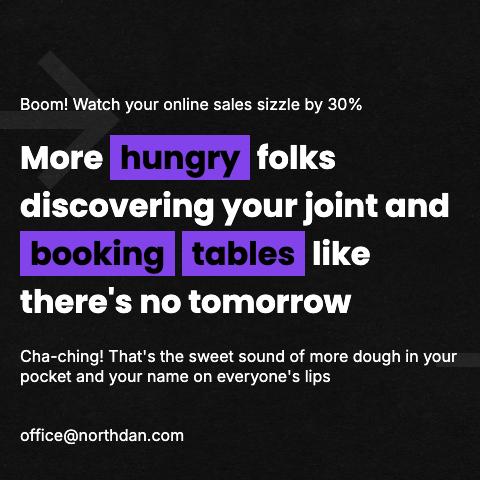 Boom! Watch your online sales sizzle by 30%
More hungry folks
discovering your joint and
booking tables like
there's no tomorrow
Cha-ching! That's the sweet sound of more dough in your
pocket and your name on everyone's lips
office@northdan.com